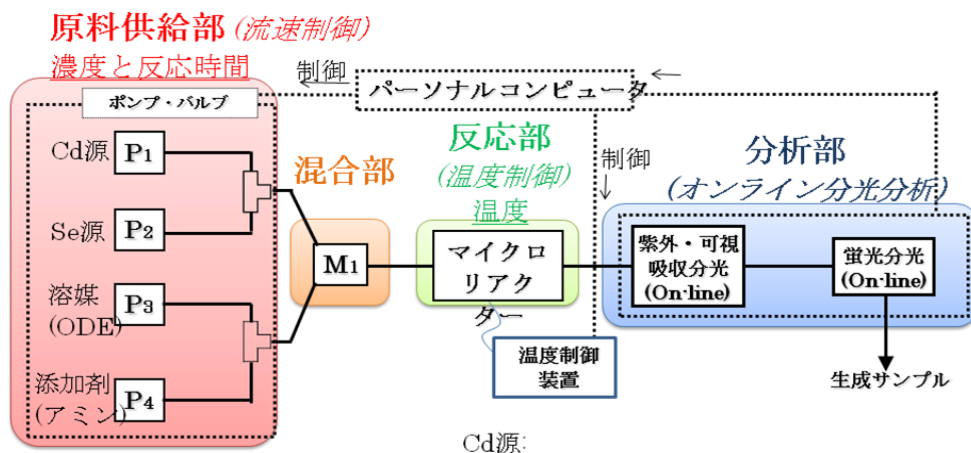 原料供給部(流速制御)
濃度と反応時間
ポンプ・バルブ
Cd源
P1
Se源
P2
溶媒
(ODE)
P3
添加剤
(アミン)
P4
混合部
M1
制御
パーソナルコンピュータ
反応部
(温度制御)
温度
マイクロ
リアク
ター
温度制御
装置
制御
分析部
(オンライン分光分析)
紫外・可視
吸収分光
(On-line)
蛍光分光
(On-line)
生成サンプル
Cd源: